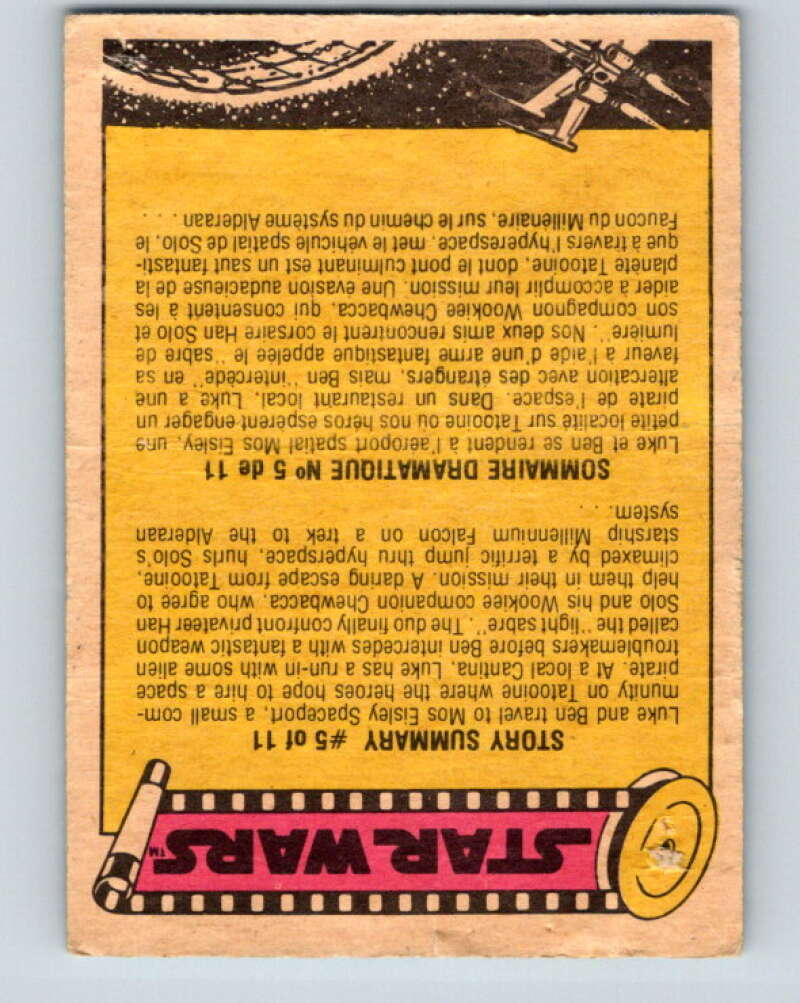 STAR WARS™
STORY SUMMARY #5 of 11
Luke and Ben travel to Mos Eisley Spaceport, a small com-
munity on Tatooine where the heroes hope to hire a space
pirate. At a local Cantina, Luke has a run-in with some alien
troublemakers before Ben intercedes with a fantastic weapon
called the "light sabre". The duo finally confront privateer Han
Solo and his Wookiee companion Chewbacca, who agree to
help them in their mission. A daring escape from Tatooine,
climaxed by a terrific jump thru hyperspace, hurls Solo's
starship Millennium Falcon on a trek to the Alderaan
system. . .
SOMMAIRE DRAMATIQUE Nº 5 de 11
Luke et Ben se rendent à l'aéroport spatial Mos Eisley, une
petite localité sur Tatooine ou nos héros espèrent engager un
pirate de l'espace. Dans un restaurant local, Luke a une
altercation avec des étrangers, mais Ben "intercède" en sa
faveur à l'aide d'une arme fantastique appelée le "sabre de
lumière". Nos deux amis rencontrent le corsaire Han Solo et
son compagnon Wookiee Chewbacca, qui consentent à les
aider à accomplir leur mission. Une évasion audacieuse de la
planète Tatooine, dont le pont culminant est un saut fantasti-
que à travers l'hyperespace, met le véhicule spatial de Solo, le
Faucon du Millenaire, sur le chemin du système Alderaan . . .